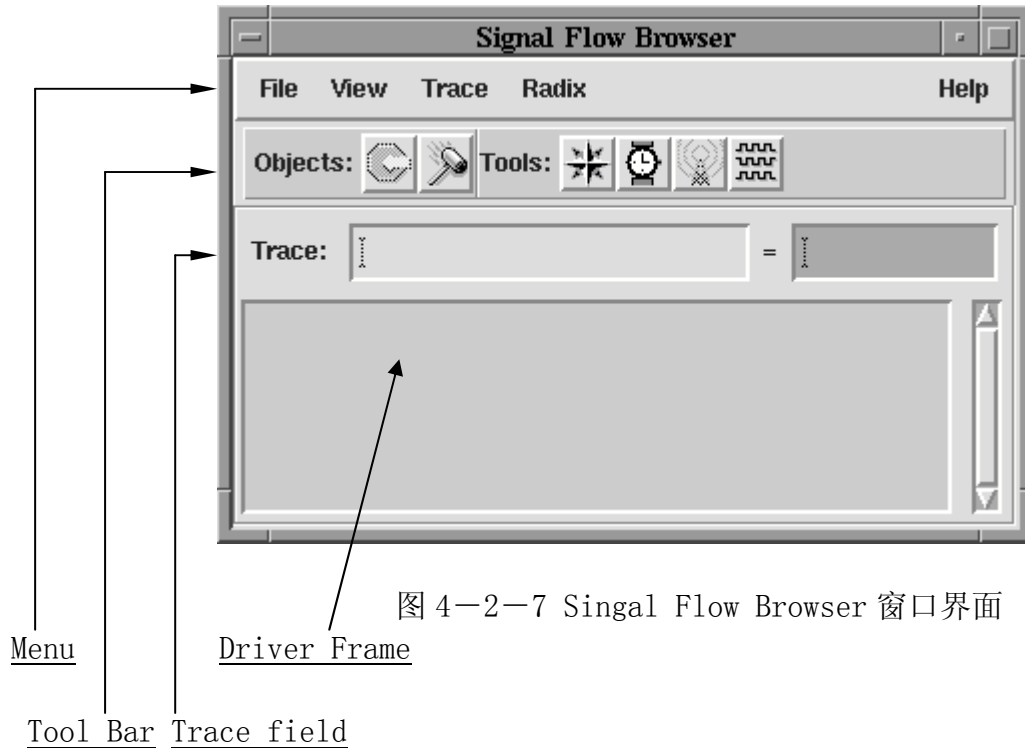 Signal Flow Browser
File View Trace Radix Help
Objects: Tools:
Trace: =
图 4－2－7 Singal Flow Browser 窗口界面
Menu Driver Frame
Tool Bar Trace field